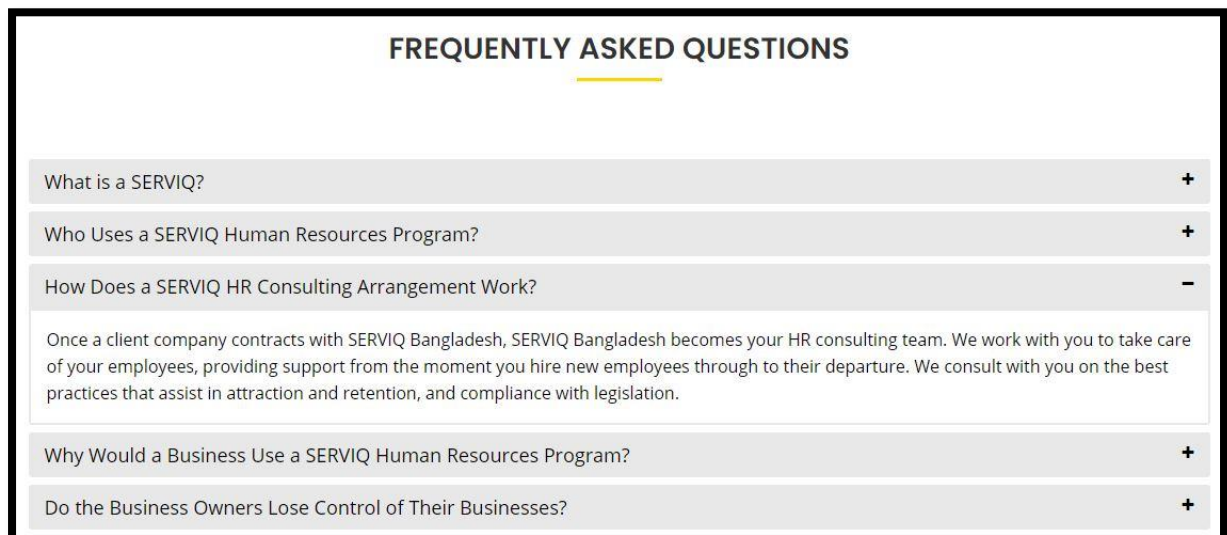 FREQUENTLY ASKED QUESTIONS
What is a SERVIQ?
Who Uses a SERVIQ Human Resources Program?
How Does a SERVIQ HR Consulting Arrangement Work?
Once a client company contracts with SERVIQ Bangladesh, SERVIQ Bangladesh becomes your HR consulting team. We work with you to take care
of your employees, providing support from the moment you hire new employees through to their departure. We consult with you on the best
practices that assist in attraction and retention, and compliance with legislation.
Why Would a Business Use a SERVIQ Human Resources Program?
Do the Business Owners Lose Control of Their Businesses?